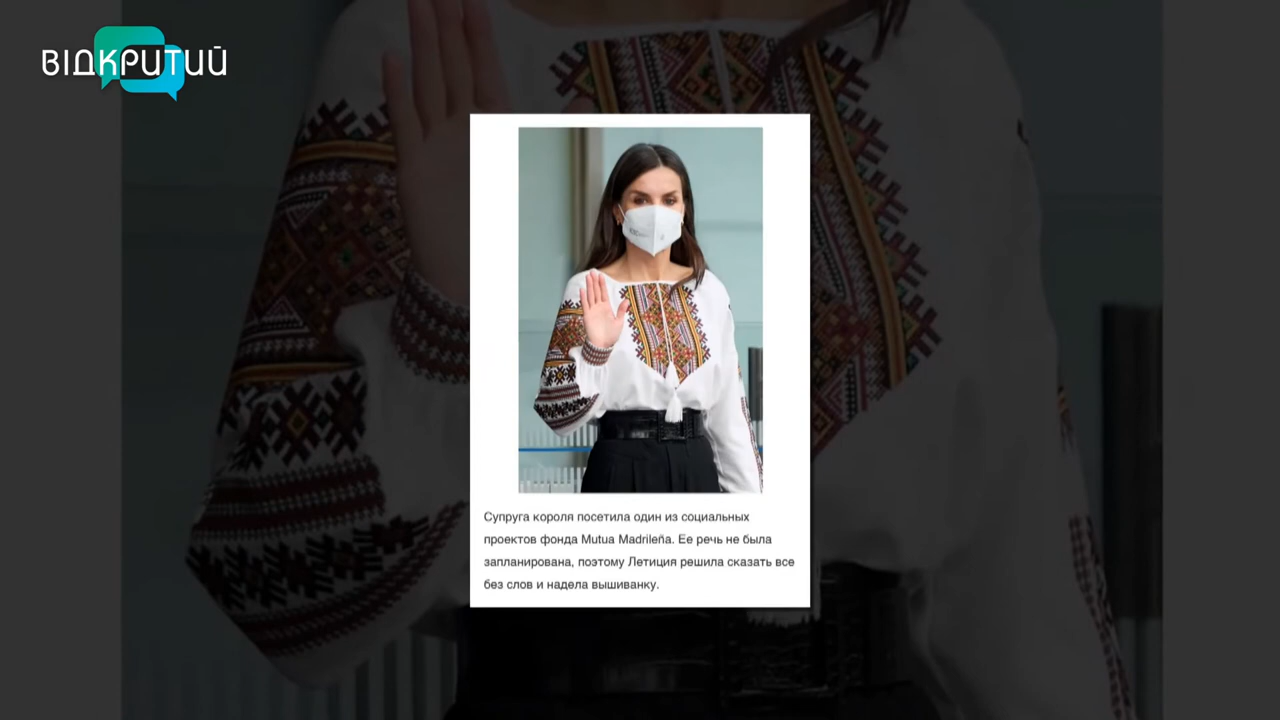 ВІДКРИТИЙ
Супруга короля посетила один из социальных
проектов фонда Mutua Madrileña. Ее речь не была
запланирована, поэтому Летиция решила сказать все
без слов и надела вышиванку.